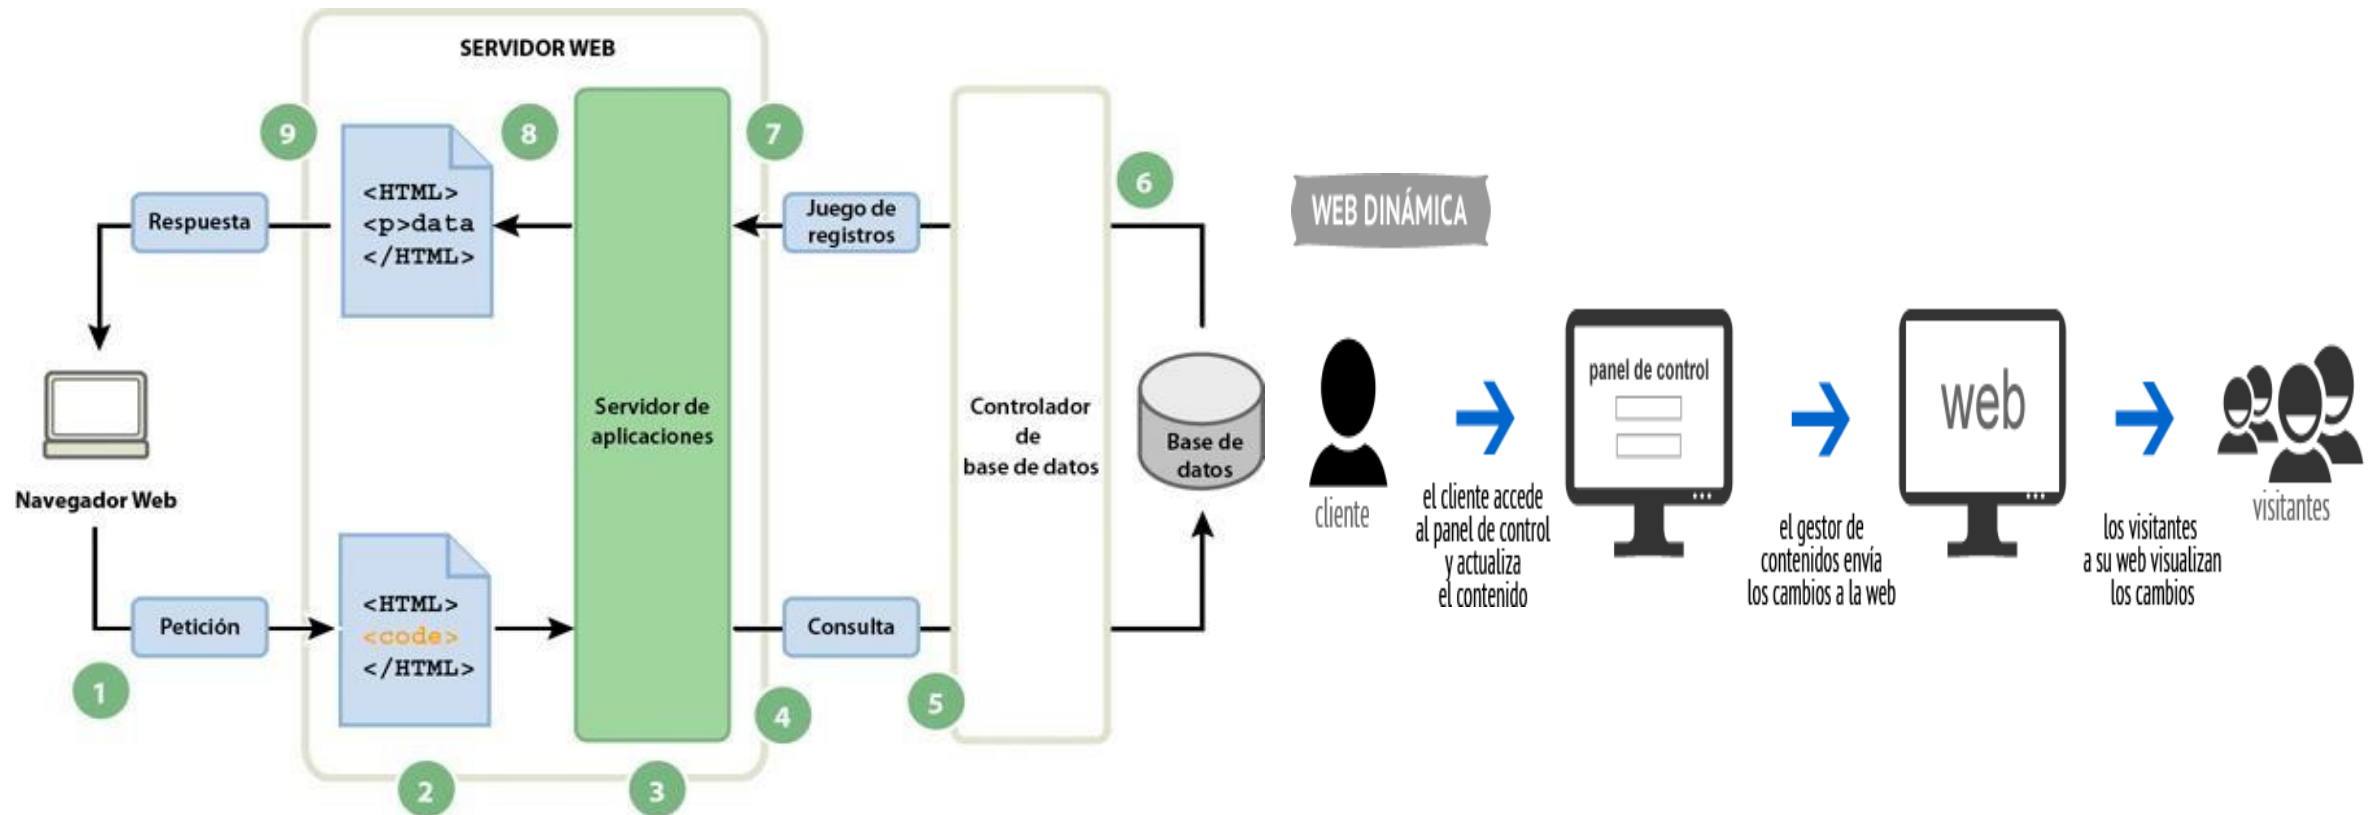 SERVIDOR WEB
9
8
7
6
<HTML>
<p>data
</HTML>
Respuesta
Juego de
registros
Navegador Web
Servidor de
aplicaciones
Controlador
de
base de datos
Base de
datos
Petición
<HTML>
<code>
</HTML>
Consulta
1
2
3
4
5
WEB DINÁMICA
cliente
el cliente accede
al panel de control
y actualiza
el contenido
panel de control
el gestor de
contenidos envía
los cambios a la web
web
los visitantes
a su web visualizan
los cambios
visitantes